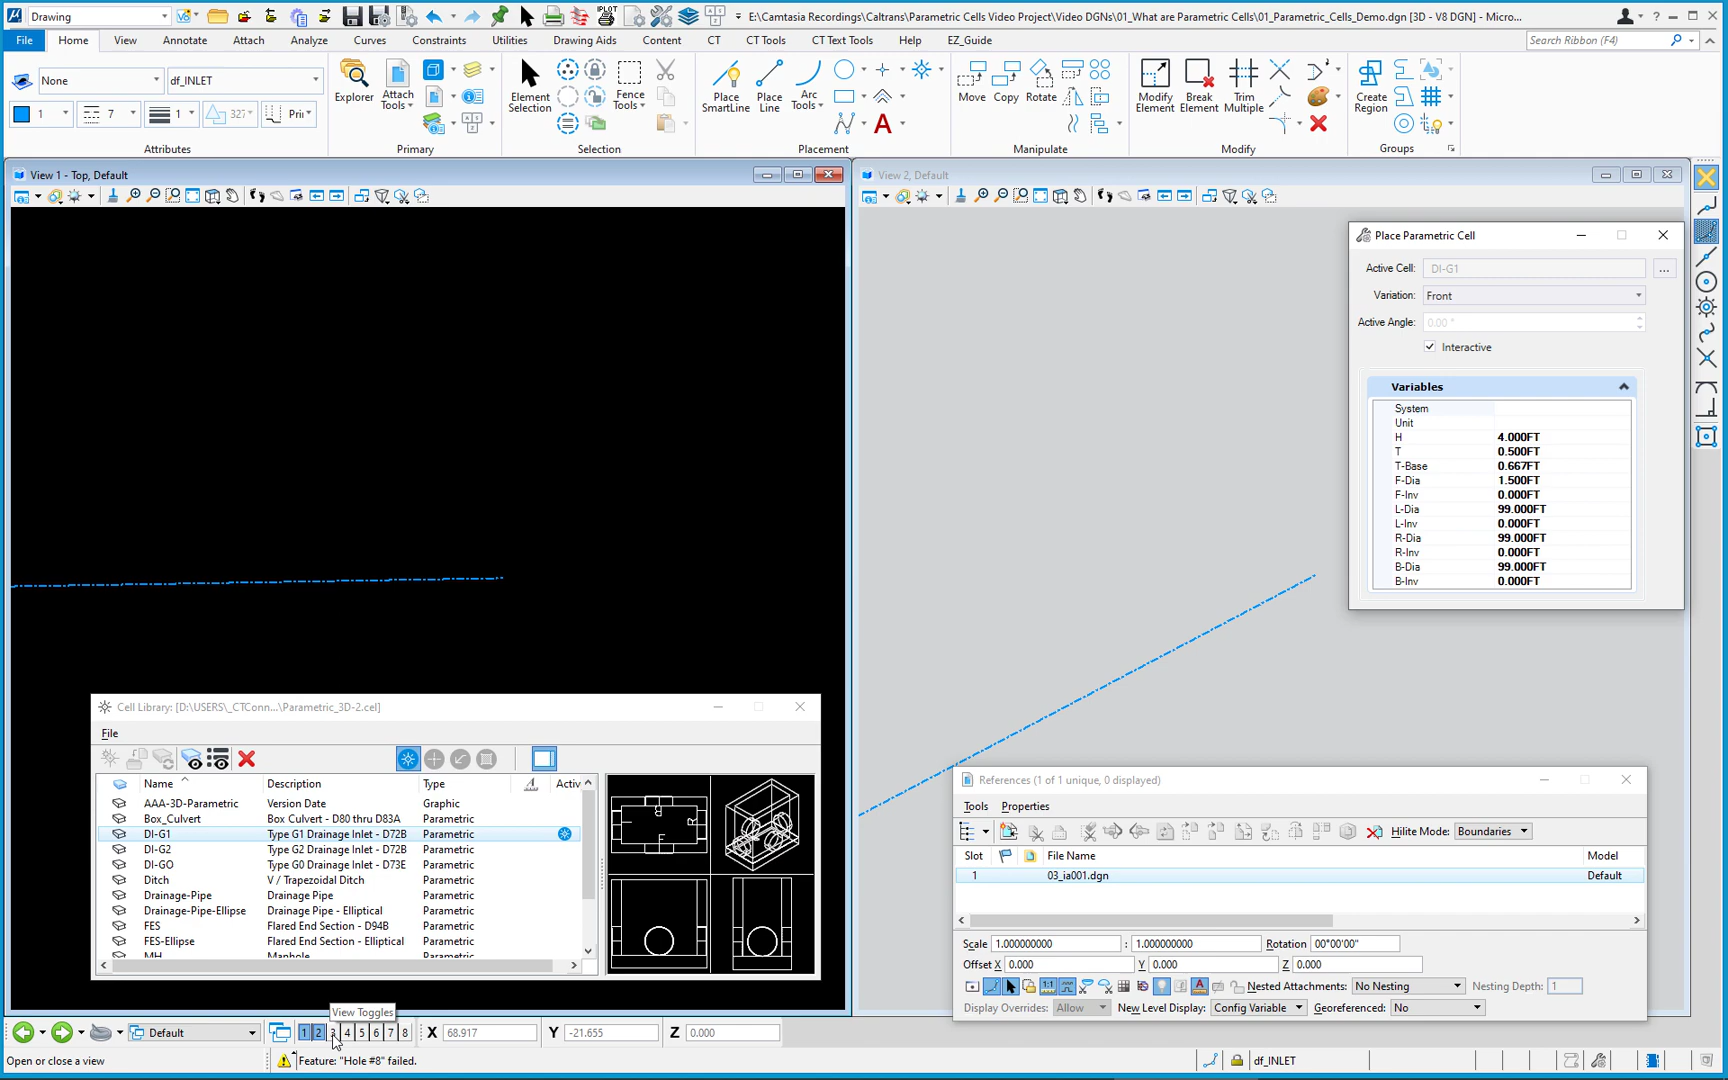 Drawing
E:\Camtasia Recordings\Caltrans\Parametric Cells Video Project\Video DGNs\01_What are Parametric Cells\01_Parametric_Cells_Demo.dgn [3D - V8 DGN] - Micro...
File Home View Annotate Attach Analyze Curves Constraints Utilities Drawing Aids Content CT CT Tools CT Text Tools Help EZ_Guide
Search Ribbon (F4)
None df_INLET
1 7 1 327 Pri
Explorer Attach Tools Element Selection Fence Tools Place SmartLine Place Line Arc Tools Move Copy Rotate Modify Element Break Element Trim Multiple Create Region
Attributes Primary Selection Placement Manipulate Modify Groups
View 1 - Top, Default
View 2, Default
Place Parametric Cell
Active Cell: DI-G1 ...
Variation: Front
Active Angle: 0.00 °
Interactive
Variables
System
Unit
H 4.000FT
T 0.500FT
T-Base 0.667FT
F-Dia 1.500FT
F-Inv 0.000FT
L-Dia 99.000FT
L-Inv 0.000FT
R-Dia 99.000FT
R-Inv 0.000FT
B-Dia 99.000FT
B-Inv 0.000FT
Cell Library: [D:\USERS\_CTConn...\Parametric_3D-2.cel]
File
Name Description Type Activ
AAA-3D-Parametric Version Date Graphic
Box_Culvert Box Culvert - D80 thru D83A Parametric
DI-G1 Type G1 Drainage Inlet - D72B Parametric
DI-G2 Type G2 Drainage Inlet - D72B Parametric
DI-GO Type G0 Drainage Inlet - D73E Parametric
Ditch V / Trapezoidal Ditch Parametric
Drainage-Pipe Drainage Pipe Parametric
Drainage-Pipe-Ellipse Drainage Pipe - Elliptical Parametric
FES Flared End Section - D94B Parametric
FES-Ellipse Flared End Section - Elliptical Parametric
MH Manhole Parametric
References (1 of 1 unique, 0 displayed)
Tools Properties
Hilite Mode: Boundaries
Slot File Name Model
1 03_ia001.dgn Default
Scale 1.000000000 : 1.000000000 Rotation 00°00'00"
Offset X 0.000 Y 0.000 Z 0.000
Nested Attachments: No Nesting Nesting Depth: 1
Display Overrides: Allow New Level Display: Config Variable Georeferenced: No
View Toggles
Default 1 2 3 4 5 6 7 8 X 68.917 Y -21.655 Z 0.000
Open or close a view Feature: "Hole #8" failed. df_INLET